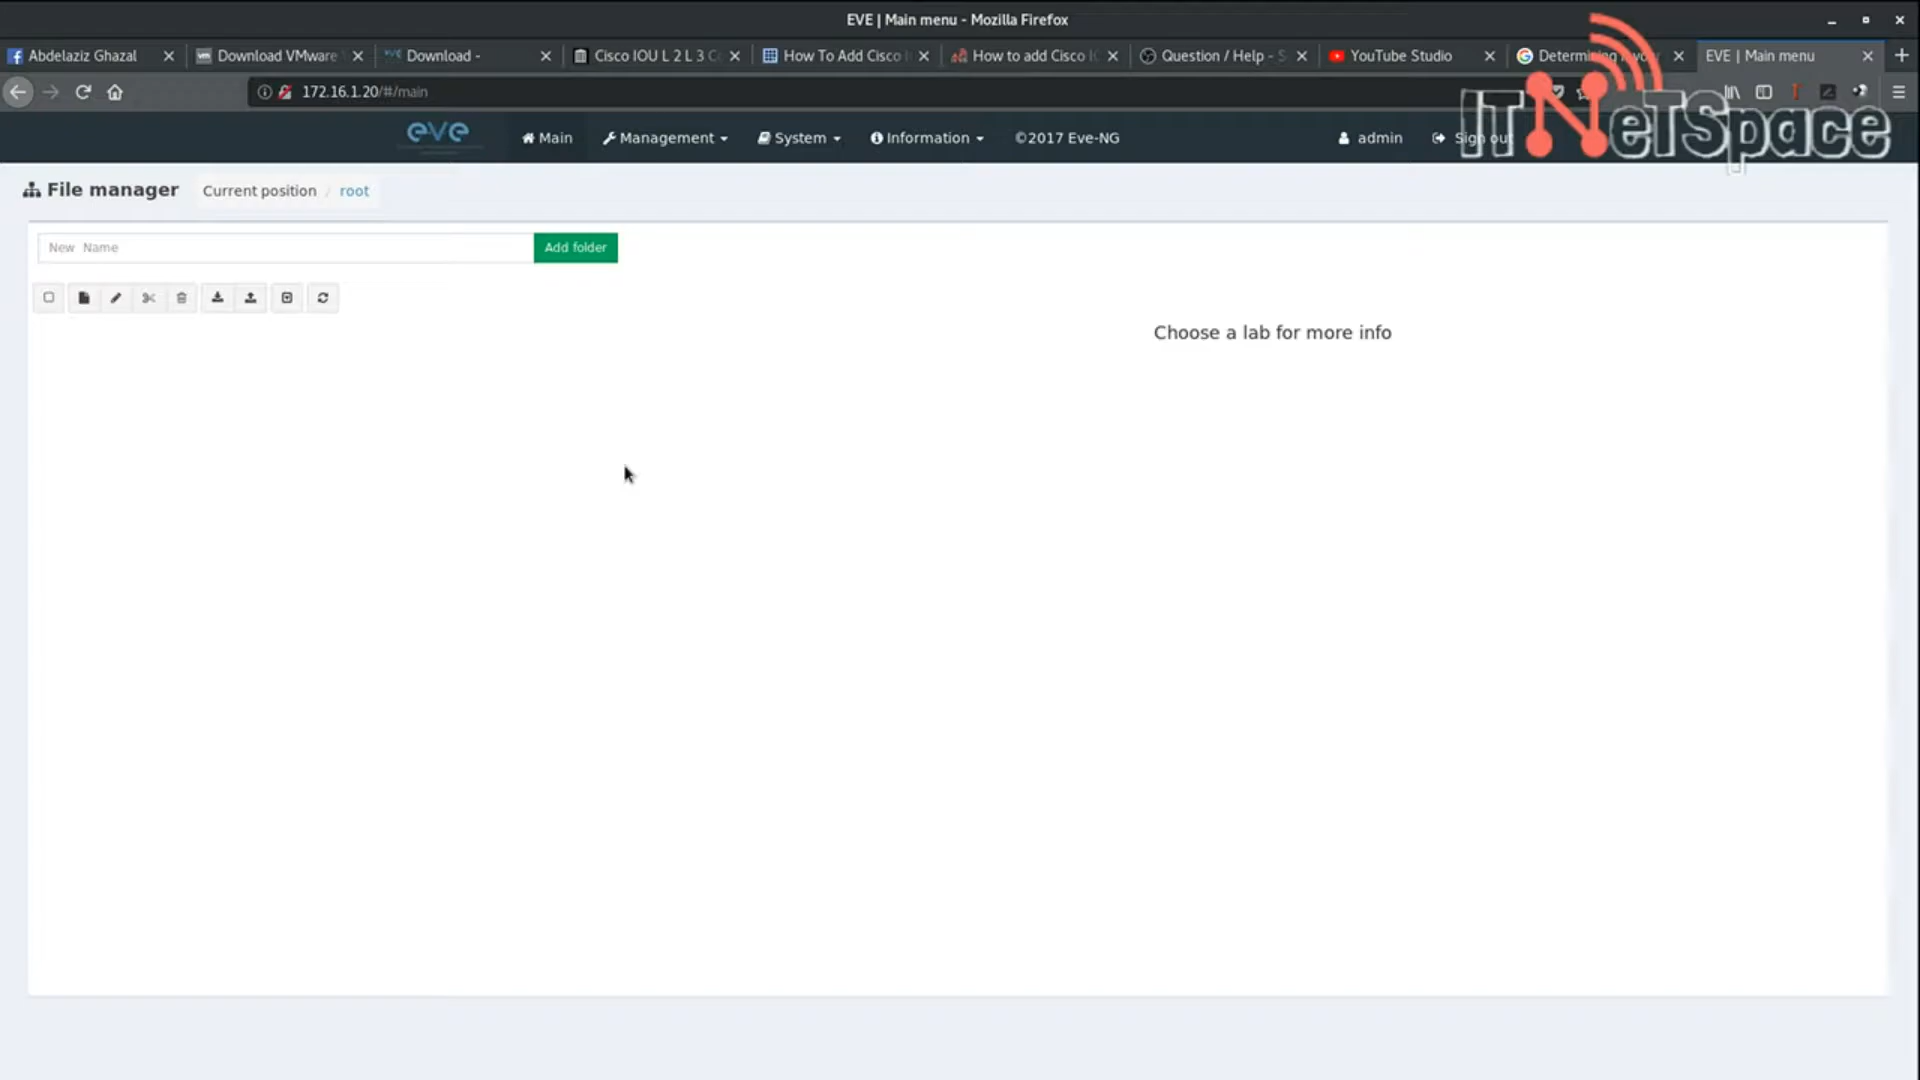 EVE | Main menu - Mozilla Firefox
Abdelaziz Ghazal
Download VMware
Download -
Cisco IOU L 2 L 3
How To Add Cisco
How to add Cisco
Question / Help -
YouTube Studio
EVE | Main menu
172.16.1.20/#/main
eve
Main
Management
System
Information
©2017 Eve-NG
admin
Sign out
ITNeTSpace
File manager
Current position / root
New Name
Add folder
Choose a lab for more info